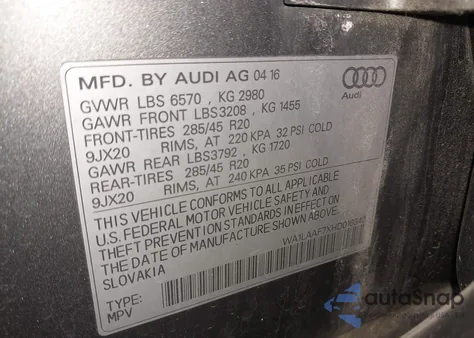 MFD. BY AUDI AG 04 16
Audi
GVWR LBS 6570 , KG 2980
GAWR FRONT LBS3208 , KG 1455
FRONT-TIRES 285/45 R20
9JX20 RIMS, AT 220 KPA 32 PSI COLD
GAWR REAR LBS3792 , KG 1720
REAR-TIRES 285/45 R20
9JX20 RIMS, AT 240 KPA 35 PSI COLD
THIS VEHICLE CONFORMS TO ALL APPLICABLE
U.S. FEDERAL MOTOR VEHICLE SAFETY AND
THEFT PREVENTION STANDARDS IN EFFECT ON
THE DATE OF MANUFACTURE SHOWN ABOVE.
SLOVAKIA
TYPE:
MPV
autoSnap